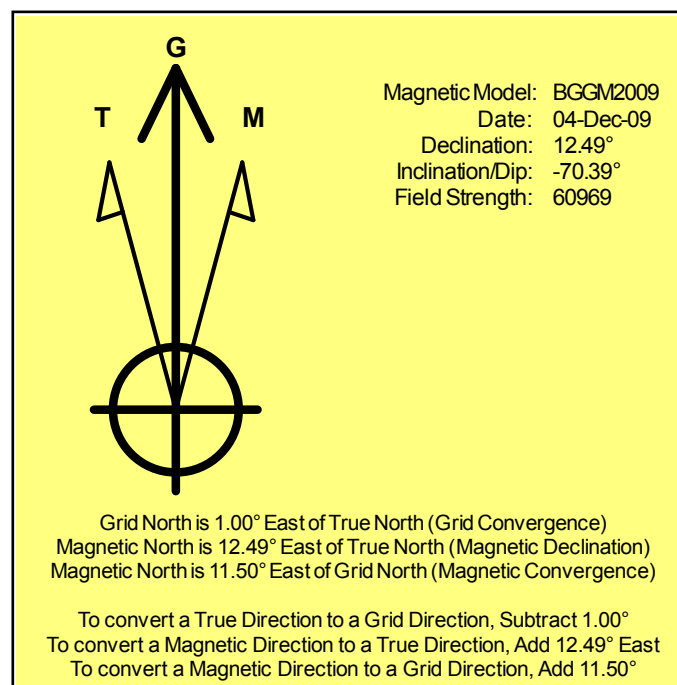 G
T
M
Magnetic Model: BGGM2009
Date: 04-Dec-09
Declination: 12.49°
Inclination/Dip: -70.39°
Field Strength: 60969
Grid North is 1.00° East of True North (Grid Convergence)
Magnetic North is 12.49° East of True North (Magnetic Declination)
Magnetic North is 11.50° East of Grid North (Magnetic Convergence)
To convert a True Direction to a Grid Direction, Subtract 1.00°
To convert a Magnetic Direction to a True Direction, Add 12.49° East
To convert a Magnetic Direction to a Grid Direction, Add 11.50°